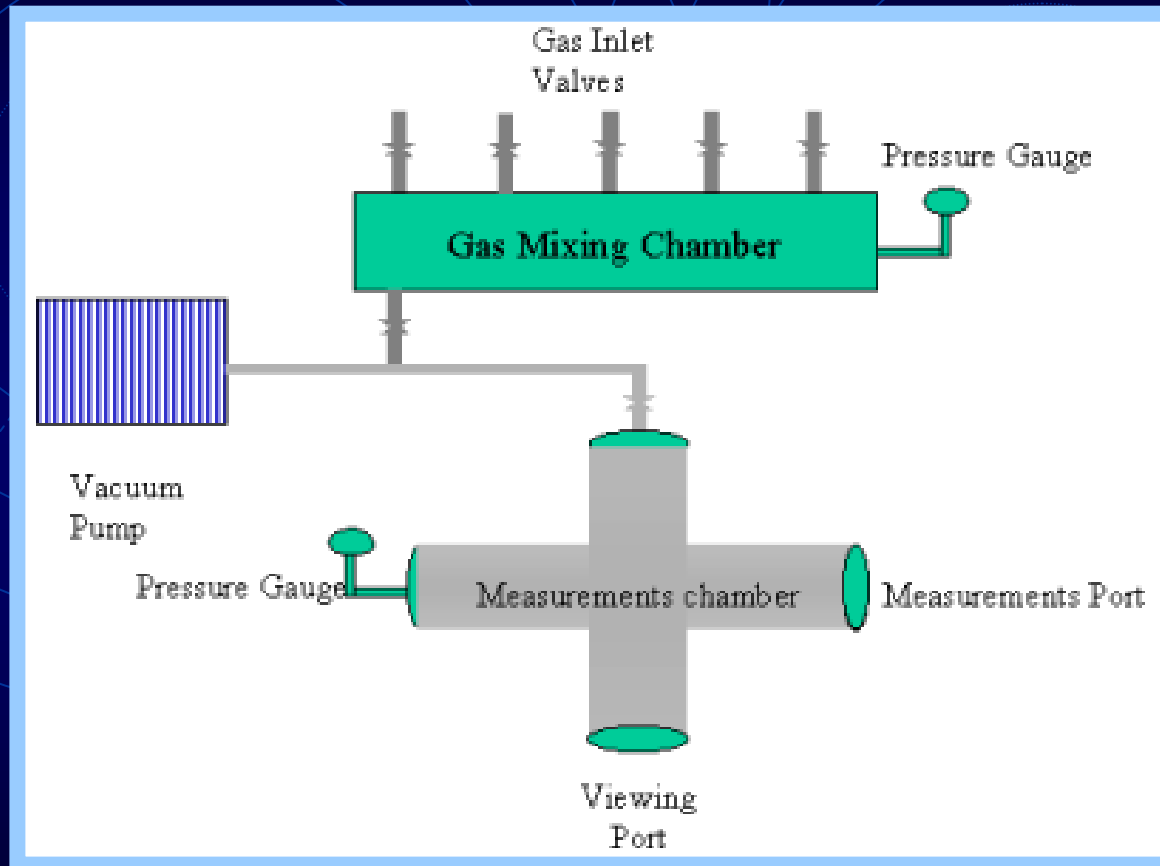 Gas Inlet
Valves
Pressure Gauge
Gas Mixing Chamber
Vacuum
Pump
Pressure Gauge
Measurements chamber
Measurements Port
Viewing
Port